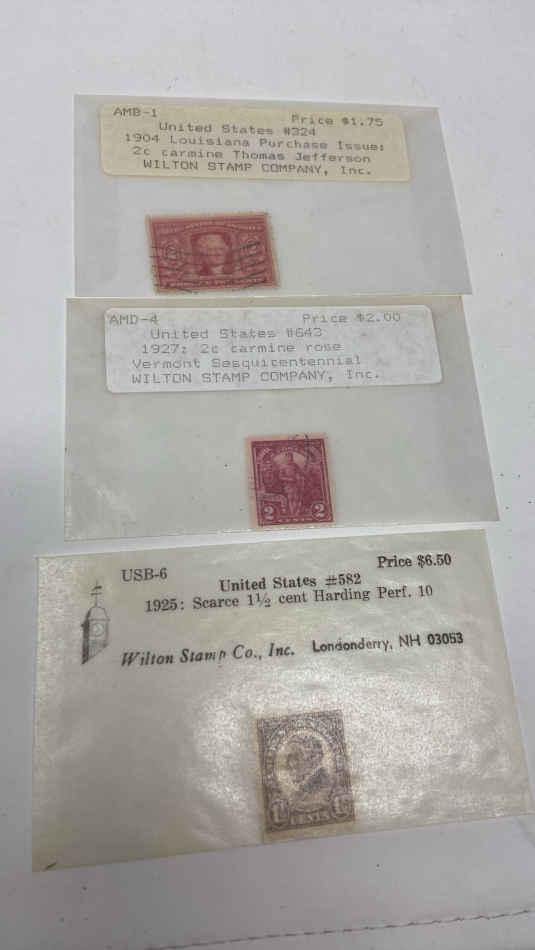 AMB-1
Price $1.75
United States #324
1904 Louisiana Purchase Issue:
2c carmine Thomas Jefferson
WILTON STAMP COMPANY, Inc.
AMD-4
Price $2.00
United States #643
1927: 2c carmine rose
Vermont Sesquicentennial
WILTON STAMP COMPANY, Inc.
2 2
CENTS
USB-6
Price $6.50
United States #582
1925: Scarce 1½ cent Harding Perf. 10
Wilton Stamp Co., Inc. Londonderry, NH 03053
CENTS